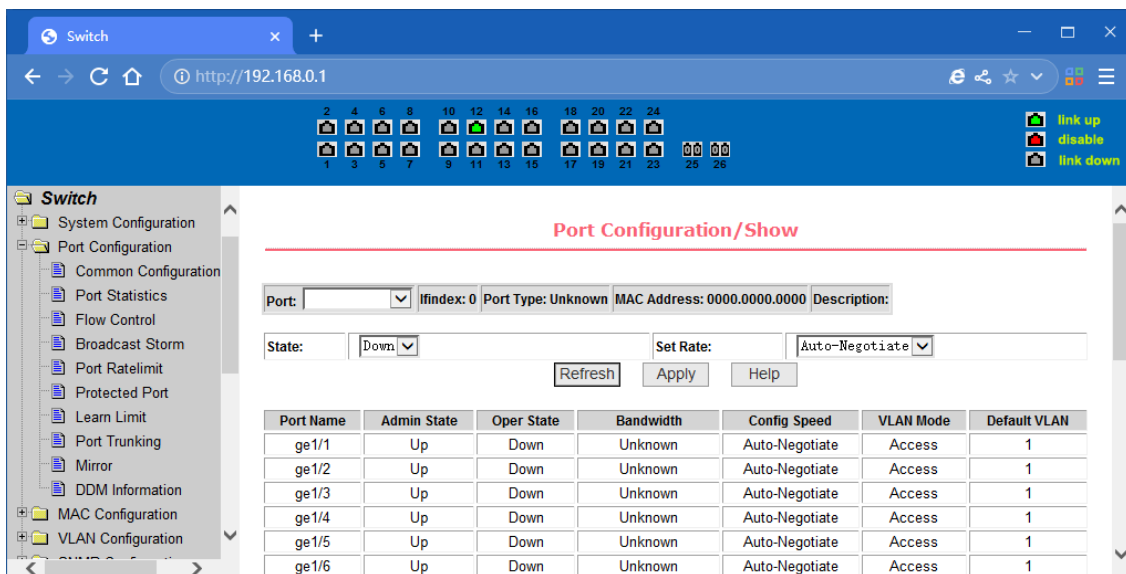 Switch
http://192.168.0.1
2 4 6 8 10 12 14 16 18 20 22 24
1 3 5 7 9 11 13 15 17 19 21 23 25 26
link up
disable
link down
Switch
System Configuration
Port Configuration
Common Configuration
Port Statistics
Flow Control
Broadcast Storm
Port Ratelimit
Protected Port
Learn Limit
Port Trunking
Mirror
DDM Information
MAC Configuration
VLAN Configuration
Port Configuration/Show
Port: Ifindex: 0 Port Type: Unknown MAC Address: 0000.0000.0000 Description:
State: Down Set Rate: Auto-Negotiate
Refresh Apply Help
Port Name Admin State Oper State Bandwidth Config Speed VLAN Mode Default VLAN
ge1/1 Up Down Unknown Auto-Negotiate Access 1
ge1/2 Up Down Unknown Auto-Negotiate Access 1
ge1/3 Up Down Unknown Auto-Negotiate Access 1
ge1/4 Up Down Unknown Auto-Negotiate Access 1
ge1/5 Up Down Unknown Auto-Negotiate Access 1
ge1/6 Up Down Unknown Auto-Negotiate Access 1